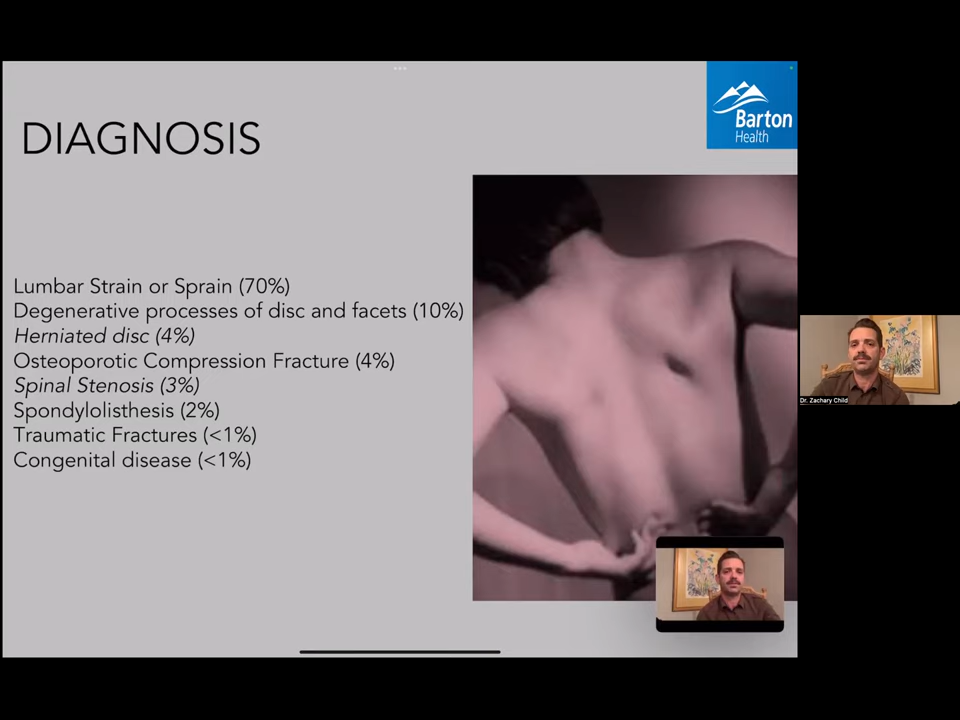 DIAGNOSIS
Barton
Health
Lumbar Strain or Sprain (70%)
Degenerative processes of disc and facets (10%)
Herniated disc (4%)
Osteoporotic Compression Fracture (4%)
Spinal Stenosis (3%)
Spondylolisthesis (2%)
Traumatic Fractures (<1%)
Congenital disease (<1%)
Dr. Zachary Child